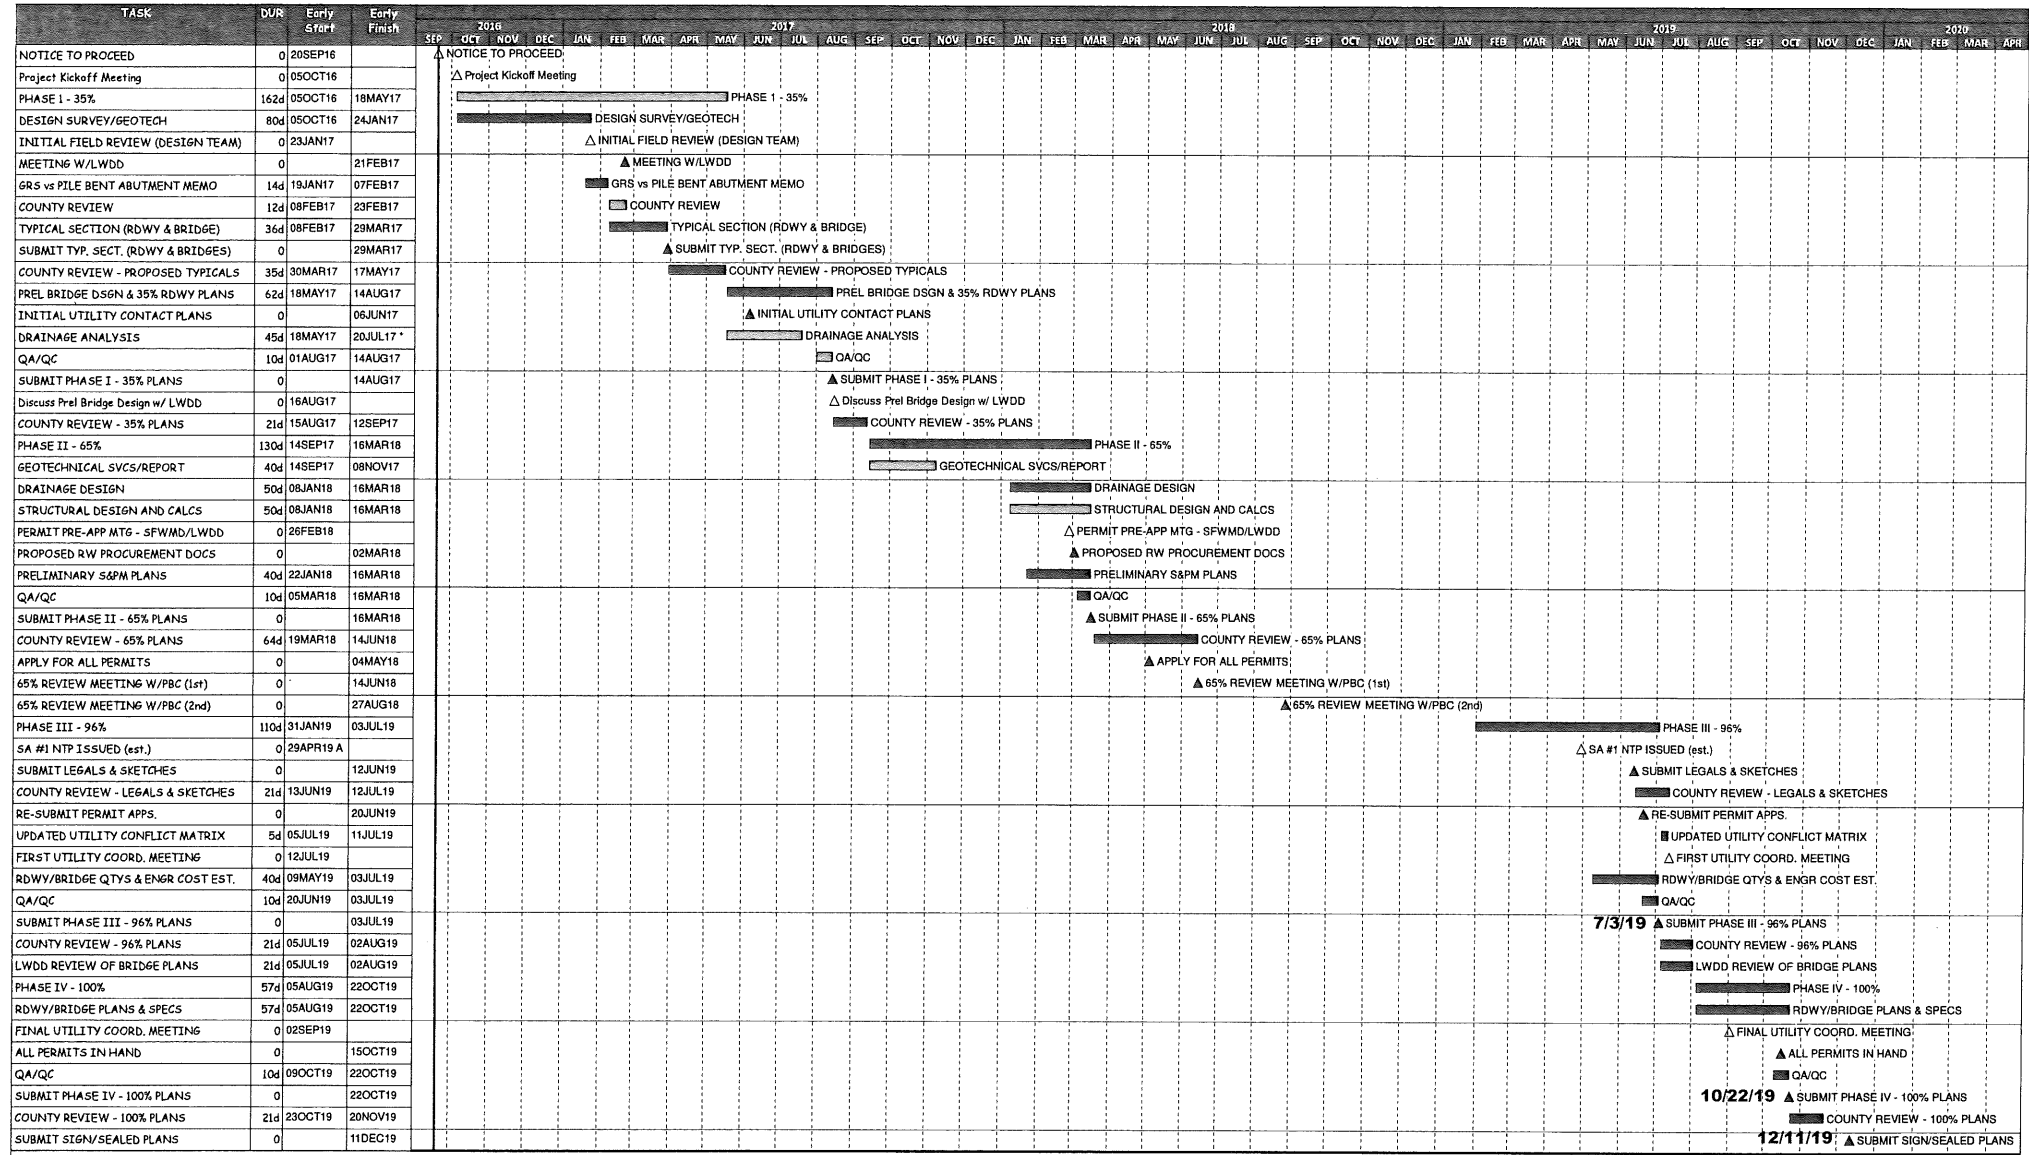 TASK DUR Early Start Early Finish
2016 2017 2018 2019 2020
SEP OCT NOV DEC JAN FEB MAR APR MAY JUN JUL AUG SEP OCT NOV DEC JAN FEB MAR APR MAY JUN JUL AUG SEP OCT NOV DEC JAN FEB MAR APR MAY JUN JUL AUG SEP OCT NOV DEC JAN FEB MAR APR
NOTICE TO PROCEED 0 20SEP16 NOTICE TO PROCEED
Project Kickoff Meeting 0 05OCT16 Project Kickoff Meeting
PHASE 1 - 35% 162d 05OCT16 18MAY17 PHASE 1 - 35%
DESIGN SURVEY/GEOTECH 80d 05OCT16 24JAN17 DESIGN SURVEY/GEOTECH
INITIAL FIELD REVIEW (DESIGN TEAM) 0 23JAN17 INITIAL FIELD REVIEW (DESIGN TEAM)
MEETING W/LWDD 0 21FEB17 MEETING W/LWDD
GRS vs PILE BENT ABUTMENT MEMO 14d 19JAN17 07FEB17 GRS vs PILE BENT ABUTMENT MEMO
COUNTY REVIEW 12d 08FEB17 23FEB17 COUNTY REVIEW
TYPICAL SECTION (RDWY & BRIDGE) 36d 08FEB17 29MAR17 TYPICAL SECTION (RDWY & BRIDGE)
SUBMIT TYP. SECT. (RDWY & BRIDGES) 0 29MAR17 SUBMIT TYP. SECT. (RDWY & BRIDGES)
COUNTY REVIEW - PROPOSED TYPICALS 35d 30MAR17 17MAY17 COUNTY REVIEW - PROPOSED TYPICALS
PREL BRIDGE DSGN & 35% RDWY PLANS 62d 18MAY17 14AUG17 PREL BRIDGE DSGN & 35% RDWY PLANS
INITIAL UTILITY CONTACT PLANS 0 06JUN17 INITIAL UTILITY CONTACT PLANS
DRAINAGE ANALYSIS 45d 18MAY17 20JUL17 * DRAINAGE ANALYSIS
QA/QC 10d 01AUG17 14AUG17 QA/QC
SUBMIT PHASE I - 35% PLANS 0 14AUG17 SUBMIT PHASE I - 35% PLANS
Discuss Prel Bridge Design w/ LWDD 0 16AUG17 Discuss Prel Bridge Design w/ LWDD
COUNTY REVIEW - 35% PLANS 21d 15AUG17 12SEP17 COUNTY REVIEW - 35% PLANS
PHASE II - 65% 130d 14SEP17 16MAR18 PHASE II - 65%
GEOTECHNICAL SVCS/REPORT 40d 14SEP17 08NOV17 GEOTECHNICAL SVCS/REPORT
DRAINAGE DESIGN 50d 08JAN18 16MAR18 DRAINAGE DESIGN
STRUCTURAL DESIGN AND CALCS 50d 08JAN18 16MAR18 STRUCTURAL DESIGN AND CALCS
PERMIT PRE-APP MTG - SFWMD/LWDD 0 26FEB18 PERMIT PRE-APP MTG - SFWMD/LWDD
PROPOSED RW PROCUREMENT DOCS 0 02MAR18 PROPOSED RW PROCUREMENT DOCS
PRELIMINARY S&PM PLANS 40d 22JAN18 16MAR18 PRELIMINARY S&PM PLANS
QA/QC 10d 05MAR18 16MAR18 QA/QC
SUBMIT PHASE II - 65% PLANS 0 16MAR18 SUBMIT PHASE II - 65% PLANS
COUNTY REVIEW - 65% PLANS 64d 19MAR18 14JUN18 COUNTY REVIEW - 65% PLANS
APPLY FOR ALL PERMITS 0 04MAY18 APPLY FOR ALL PERMITS
65% REVIEW MEETING W/PBC (1st) 0 14JUN18 65% REVIEW MEETING W/PBC (1st)
65% REVIEW MEETING W/PBC (2nd) 0 27AUG18 65% REVIEW MEETING W/PBC (2nd)
PHASE III - 96% 110d 31JAN19 03JUL19 PHASE III - 96%
SA #1 NTP ISSUED (est.) 0 29APR19 A SA #1 NTP ISSUED (est.)
SUBMIT LEGALS & SKETCHES 0 12JUN19 SUBMIT LEGALS & SKETCHES
COUNTY REVIEW - LEGALS & SKETCHES 21d 13JUN19 12JUL19 COUNTY REVIEW - LEGALS & SKETCHES
RE-SUBMIT PERMIT APPS. 0 20JUN19 RE-SUBMIT PERMIT APPS.
UPDATED UTILITY CONFLICT MATRIX 5d 05JUL19 11JUL19 UPDATED UTILITY CONFLICT MATRIX
FIRST UTILITY COORD. MEETING 0 12JUL19 FIRST UTILITY COORD. MEETING
RDWY/BRIDGE QTYS & ENGR COST EST. 40d 09MAY19 03JUL19 RDWY/BRIDGE QTYS & ENGR COST EST.
QA/QC 10d 20JUN19 03JUL19 QA/QC
SUBMIT PHASE III - 96% PLANS 0 03JUL19 7/3/19 SUBMIT PHASE III - 96% PLANS
COUNTY REVIEW - 96% PLANS 21d 05JUL19 02AUG19 COUNTY REVIEW - 96% PLANS
LWDD REVIEW OF BRIDGE PLANS 21d 05JUL19 02AUG19 LWDD REVIEW OF BRIDGE PLANS
PHASE IV - 100% 57d 05AUG19 22OCT19 PHASE IV - 100%
RDWY/BRIDGE PLANS & SPECS 57d 05AUG19 22OCT19 RDWY/BRIDGE PLANS & SPECS
FINAL UTILITY COORD. MEETING 0 02SEP19 FINAL UTILITY COORD. MEETING
ALL PERMITS IN HAND 0 15OCT19 ALL PERMITS IN HAND
QA/QC 10d 09OCT19 22OCT19 QA/QC
SUBMIT PHASE IV - 100% PLANS 0 22OCT19 10/22/19 SUBMIT PHASE IV - 100% PLANS
COUNTY REVIEW - 100% PLANS 21d 23OCT19 20NOV19 COUNTY REVIEW - 100% PLANS
SUBMIT SIGN/SEALED PLANS 0 11DEC19 12/11/19 SUBMIT SIGN/SEALED PLANS